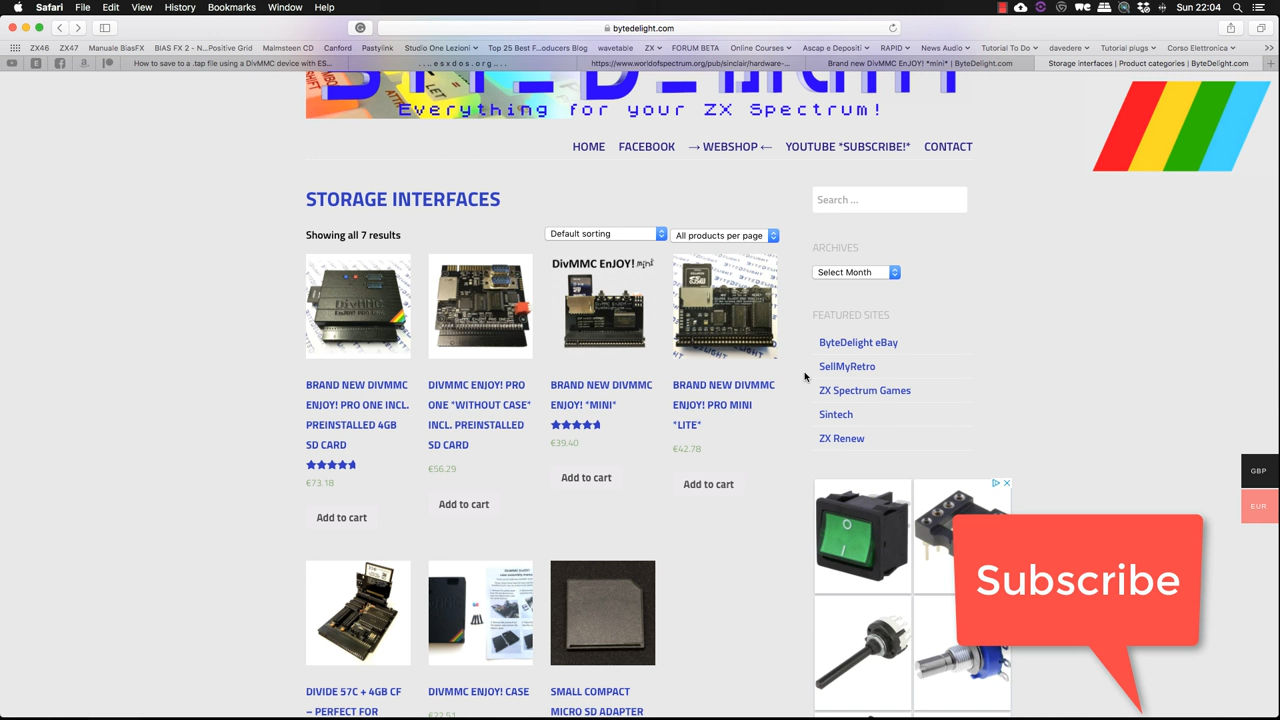 Safari File Edit View History Bookmarks Window Help
Sun 22:04
bytedelight.com
ZX46 ZX47 Manuale BiasFX BIAS FX 2 - N...Positive Grid Malmsteen CD Canford Pastylink Studio One Lezioni Top 25 Best F...oducers Blog wavetable ZX FORUM BETA Online Courses Ascap e Depositi RAPID News Audio Tutorial To Do davedere Tutorial plugs Corso Elettronica
How to save to a .tap file using a DivMMC device with ES... .... e s x d o s . o r g ... https://www.worldofspectrum.org/pub/sinclair/hardware-... Brand new DivMMC EnJOY! *mini* | ByteDelight.com Storage interfaces | Product categories | ByteDelight.com
Everything for your ZX Spectrum!
HOME FACEBOOK → WEBSHOP ← YOUTUBE *SUBSCRIBE!* CONTACT
STORAGE INTERFACES
Showing all 7 results
Default sorting
All products per page
DivMMC EnJOY! mini
BRAND NEW DIVMMC
ENJOY! PRO ONE INCL.
PREINSTALLED 4GB
SD CARD
€73.18
Add to cart
DIVMMC ENJOY! PRO
ONE *WITHOUT CASE*
INCL. PREINSTALLED
SD CARD
€56.29
Add to cart
BRAND NEW DIVMMC
ENJOY! *MINI*
€39.40
Add to cart
BRAND NEW DIVMMC
ENJOY! PRO MINI
*LITE*
€42.78
Add to cart
DIVIDE 57C + 4GB CF
– PERFECT FOR
DIVMMC ENJOY! CASE
€22.51
SMALL COMPACT
MICRO SD ADAPTER
Search ...
ARCHIVES
Select Month
FEATURED SITES
ByteDelight eBay
SellMyRetro
ZX Spectrum Games
Sintech
ZX Renew
GBP
EUR
Subscribe